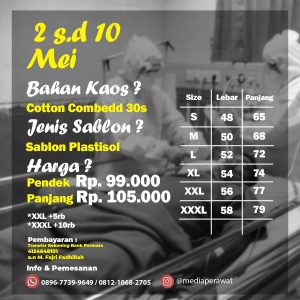 2 s.d 10
Mei
Bahan Kaos ?
Cotton Combedd 30s
Jenis Sablon ?
Sablon Plastisol
Harga ?
Pendek Rp. 99.000
Panjang Rp. 105.000
*XXL +5rb
*XXXL +10rb
Pembayaran :
Transfer Rekening Bank Permata
4124648101
a.n M. Fajri Fadhillah
Info & Pemesanan
0896-7739-9649 / 0812-1068-2705
@mediaperawat
Size Lebar Panjang
S 48 65
M 50 68
L 52 72
XL 54 74
XXL 56 77
XXXL 58 79